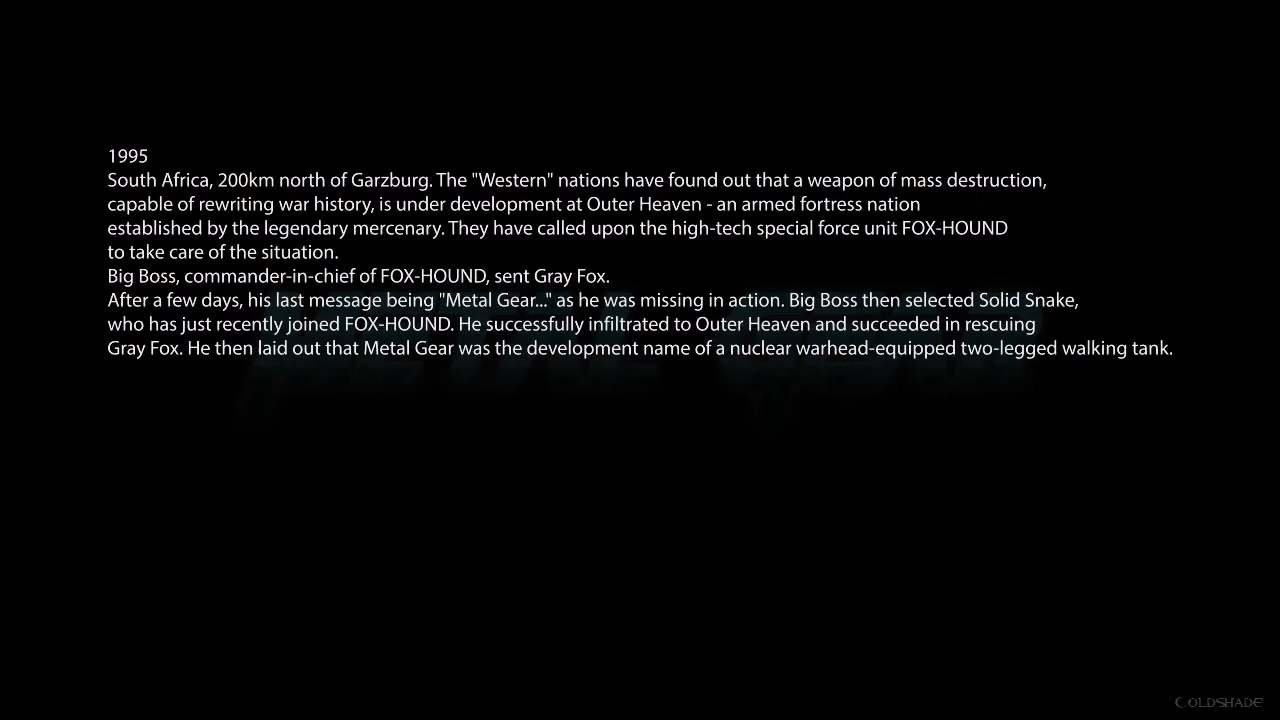 1995
South Africa, 200km north of Garzburg. The "Western" nations have found out that a weapon of mass destruction,
capable of rewriting war history, is under development at Outer Heaven - an armed fortress nation
established by the legendary mercenary. They have called upon the high-tech special force unit FOX-HOUND
to take care of the situation.
Big Boss, commander-in-chief of FOX-HOUND, sent Gray Fox.
After a few days, his last message being "Metal Gear..." as he was missing in action. Big Boss then selected Solid Snake,
who has just recently joined FOX-HOUND. He successfully infiltrated to Outer Heaven and succeeded in rescuing
Gray Fox. He then laid out that Metal Gear was the development name of a nuclear warhead-equipped two-legged walking tank.
METAL GEAR
COLDSHADE